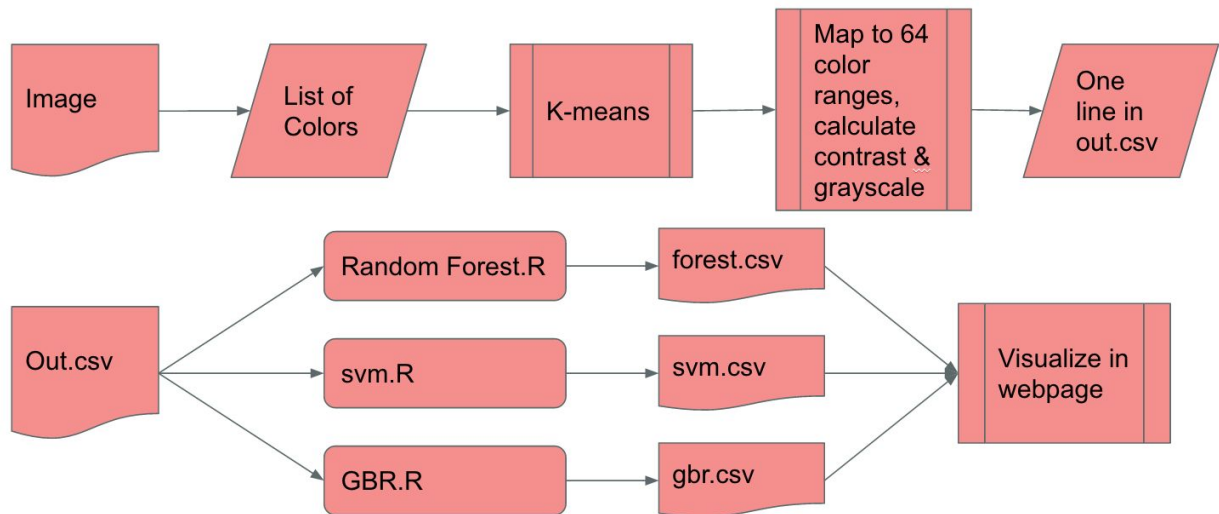 Image
List of
Colors
K-means
Map to 64
color
ranges,
calculate
contrast &
grayscale
One
line in
out.csv
Out.csv
Random Forest.R
forest.csv
svm.R
svm.csv
GBR.R
gbr.csv
Visualize in
webpage